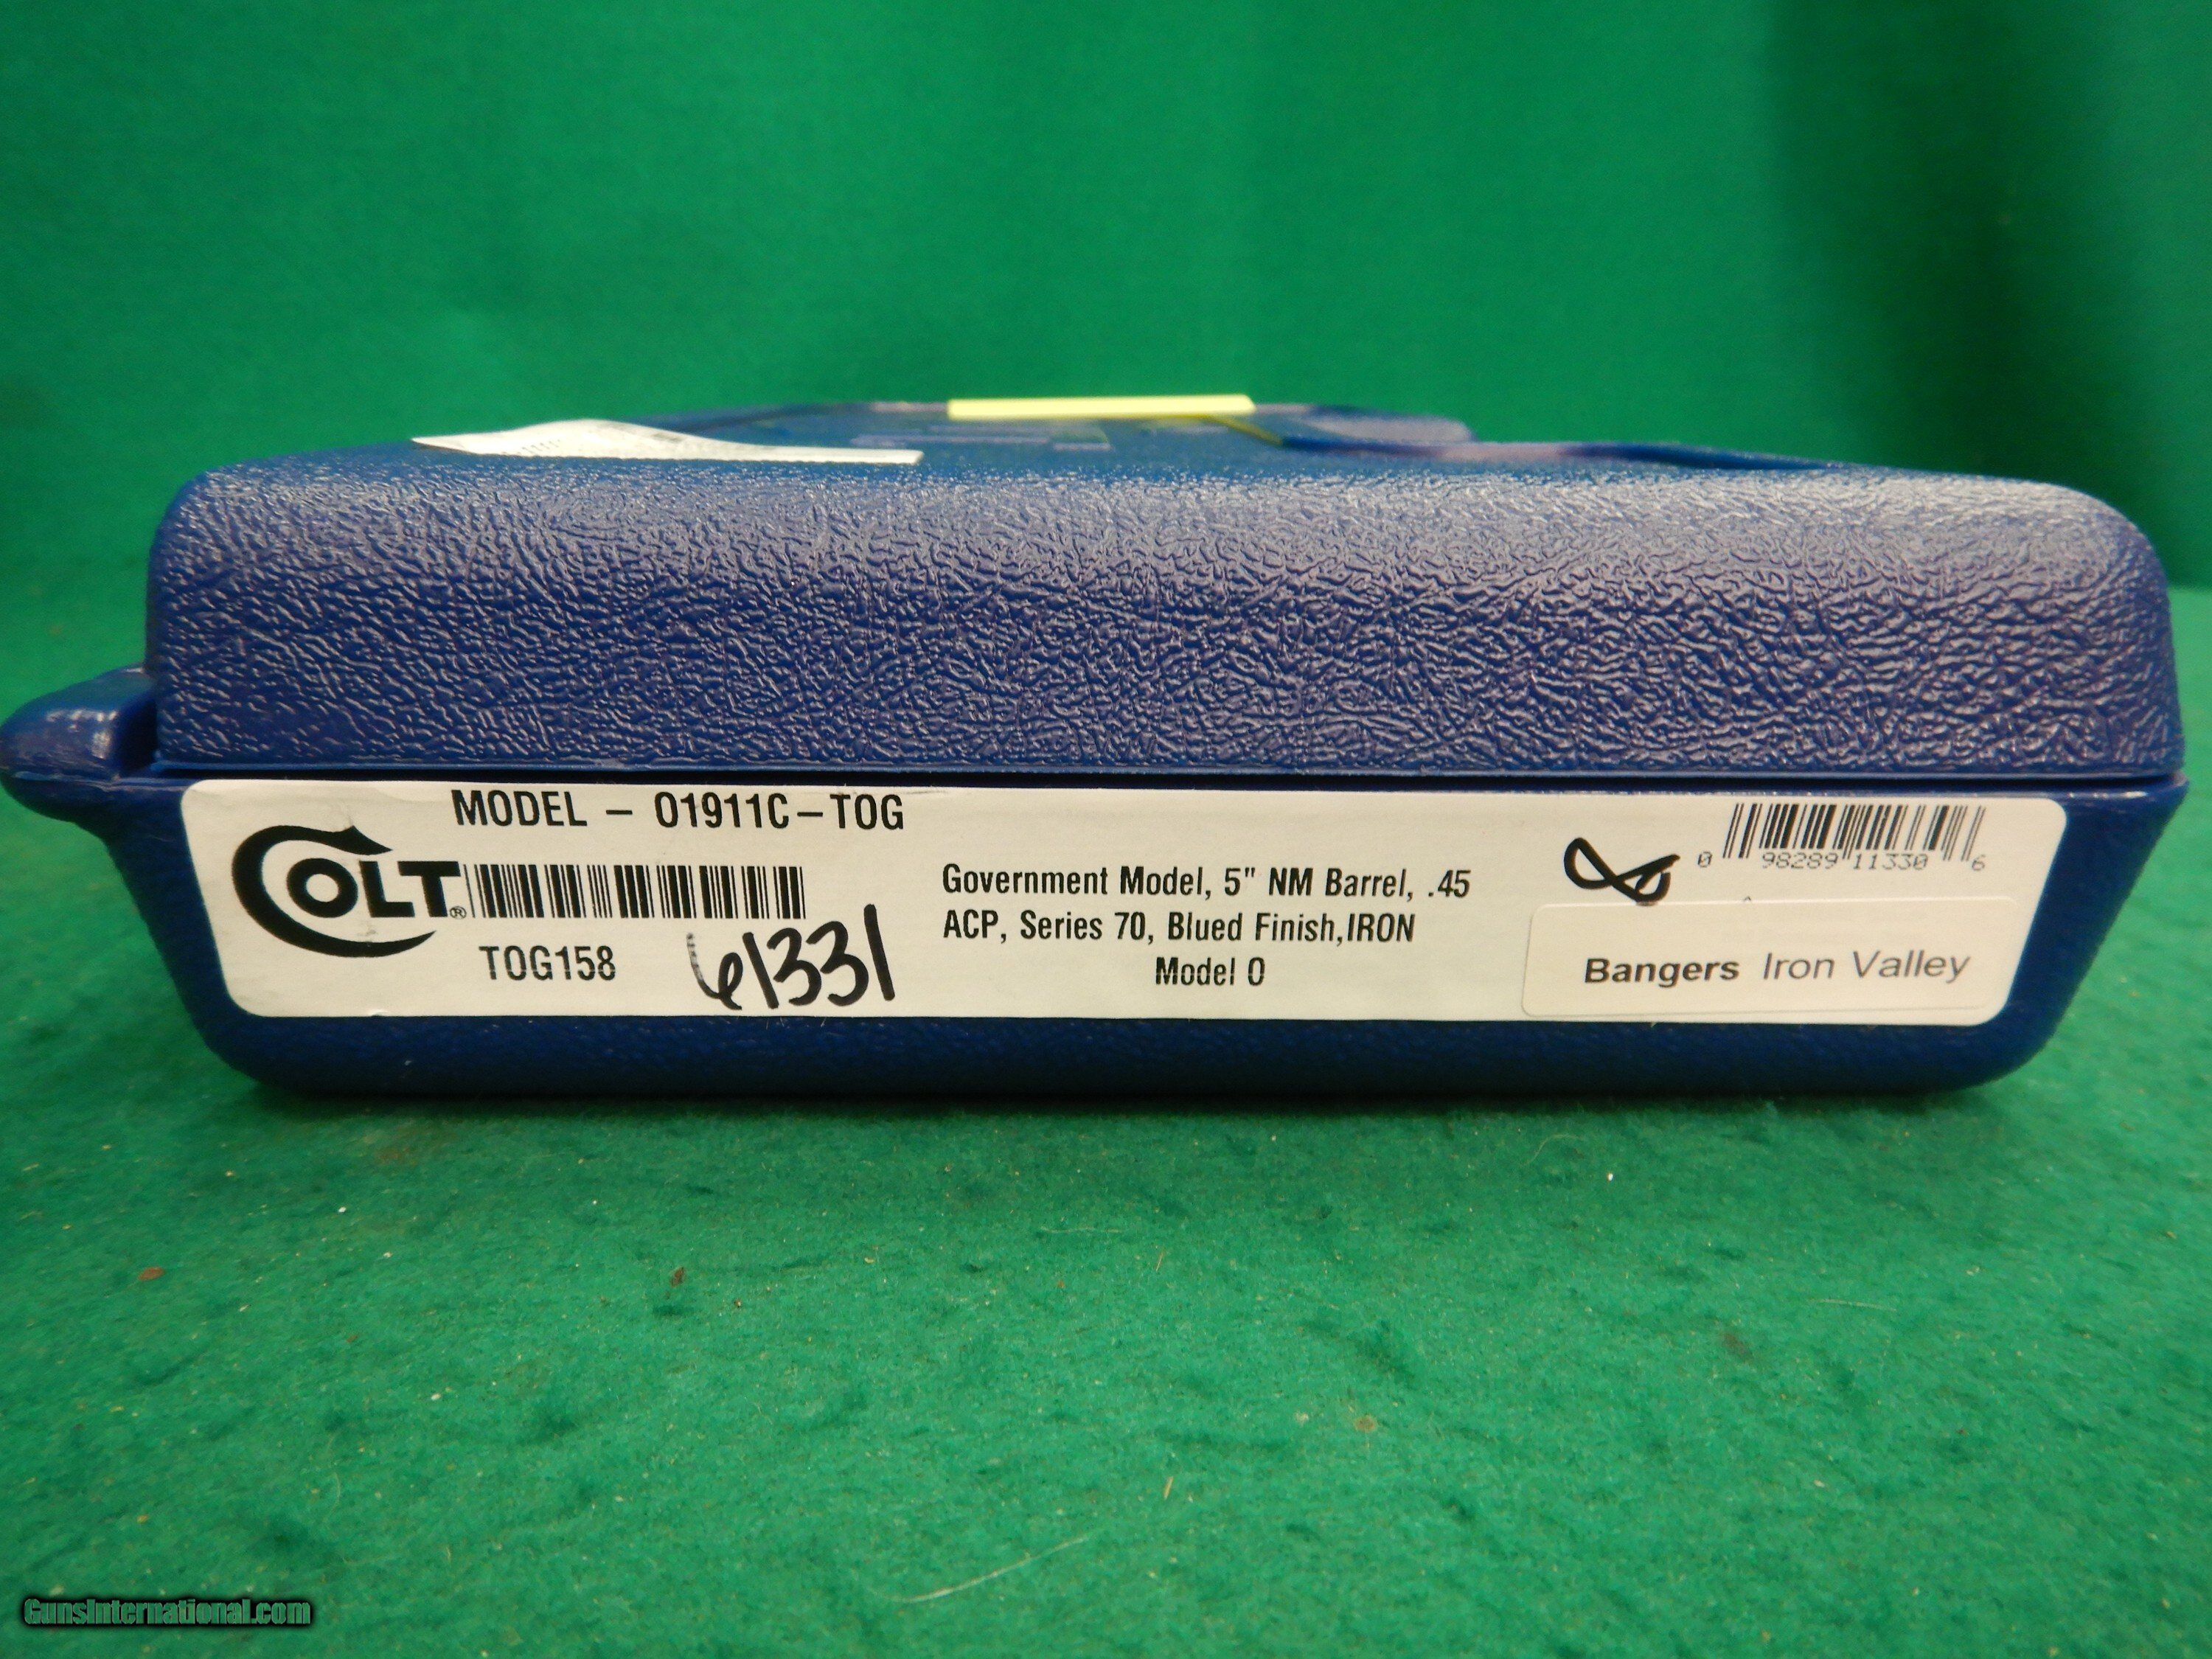 MODEL – O1911C–TOG
COLT®
TOG158
61331
Government Model, 5" NM Barrel, .45
ACP, Series 70, Blued Finish,IRON
Model O
0 98289 11330 6
Bangers Iron Valley
GunsInternational.com